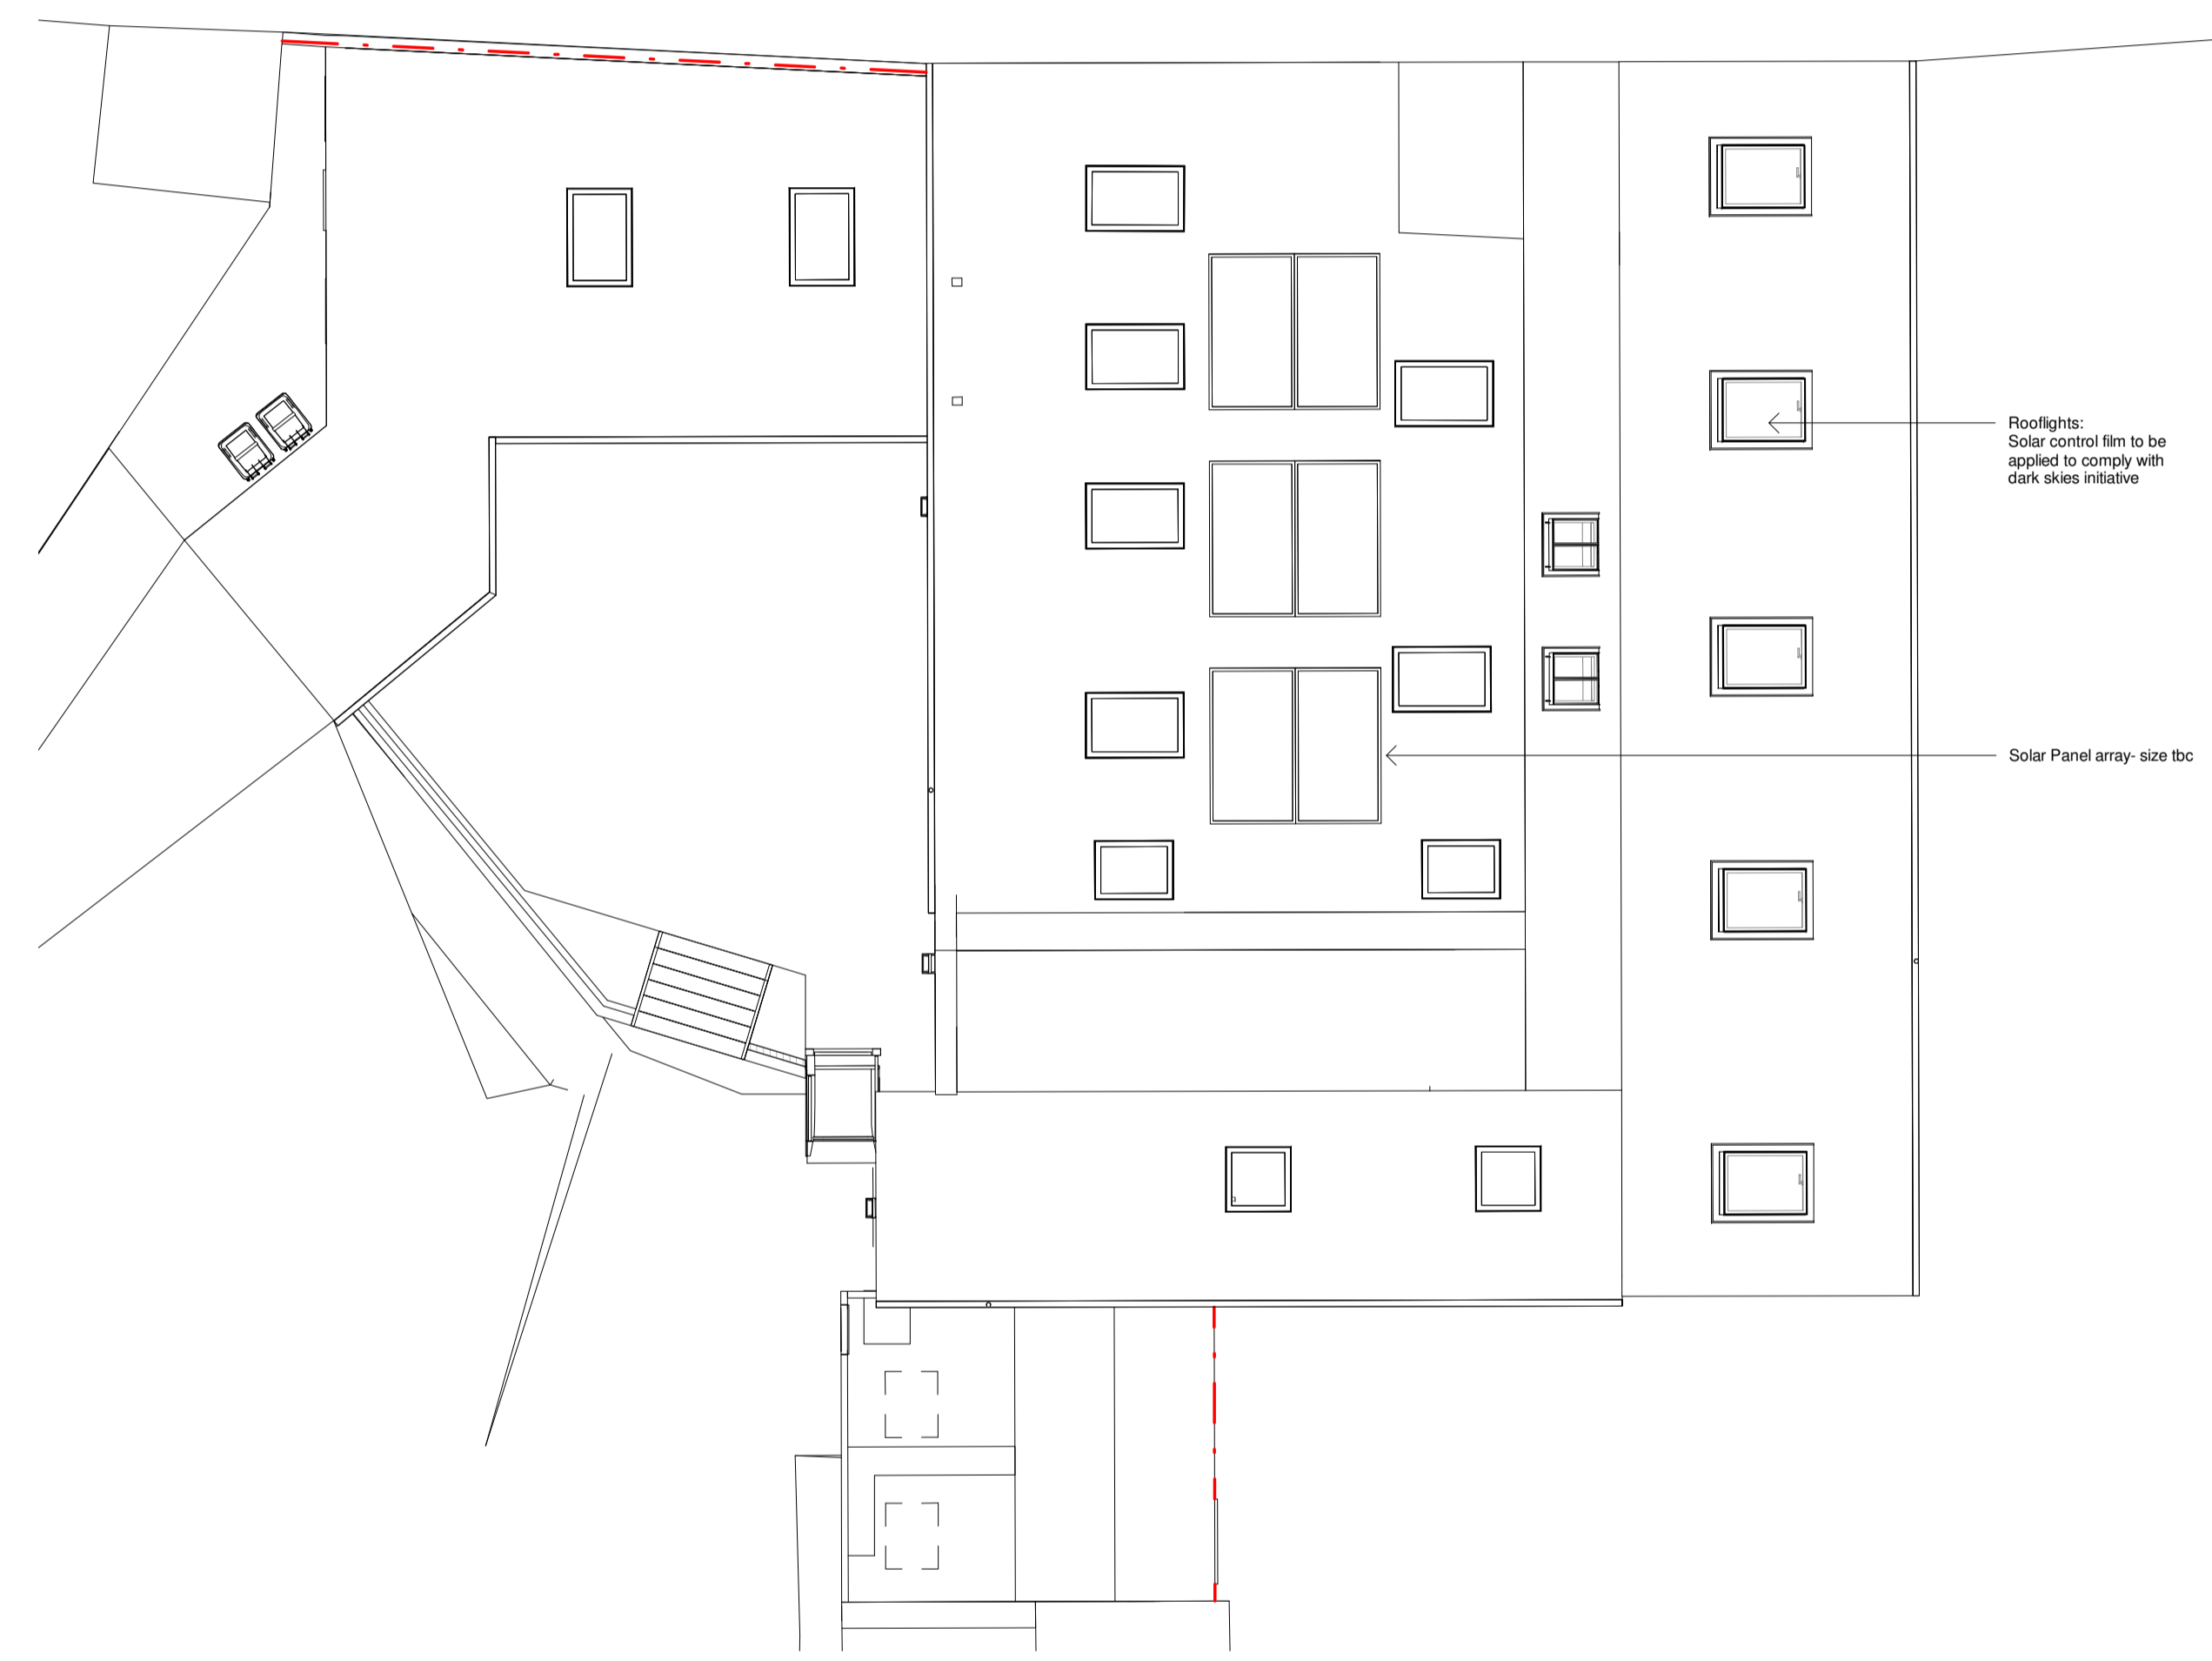 Rooflights:
Solar control film to be
applied to comply with
dark skies initiative
Solar Panel array- size tbc